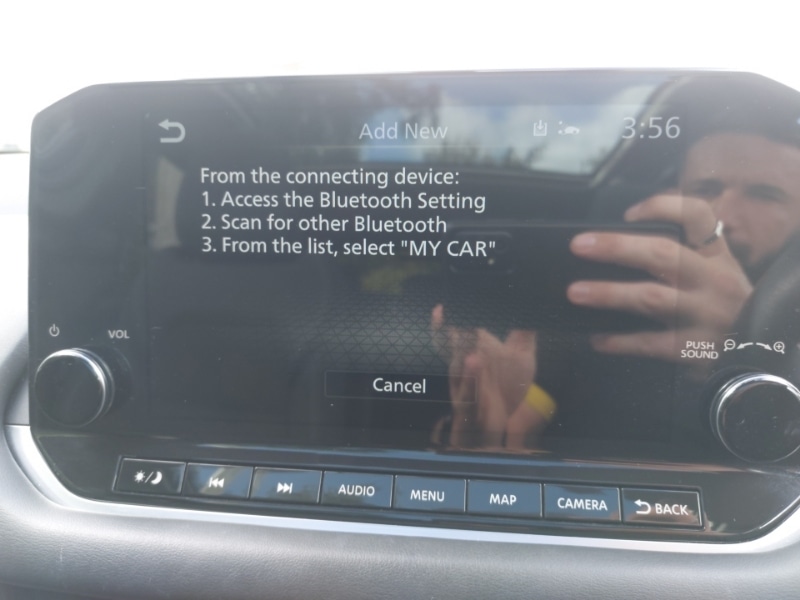 Add New
3:56
From the connecting device:
1. Access the Bluetooth Setting
2. Scan for other Bluetooth
3. From the list, select "MY CAR"
VOL
PUSH
SOUND
Cancel
AUDIO
MENU
MAP
CAMERA
BACK